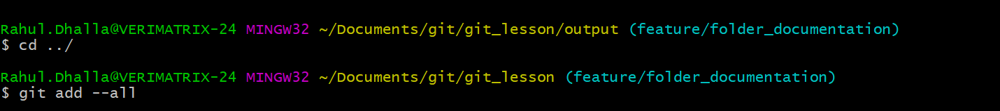 Rahul.Dhalla@VERIMATRIX-24 MINGW32 ~/Documents/git/git_lesson/output (feature/folder_documentation)
$ cd ../
Rahul.Dhalla@VERIMATRIX-24 MINGW32 ~/Documents/git/git_lesson (feature/folder_documentation)
$ git add --all